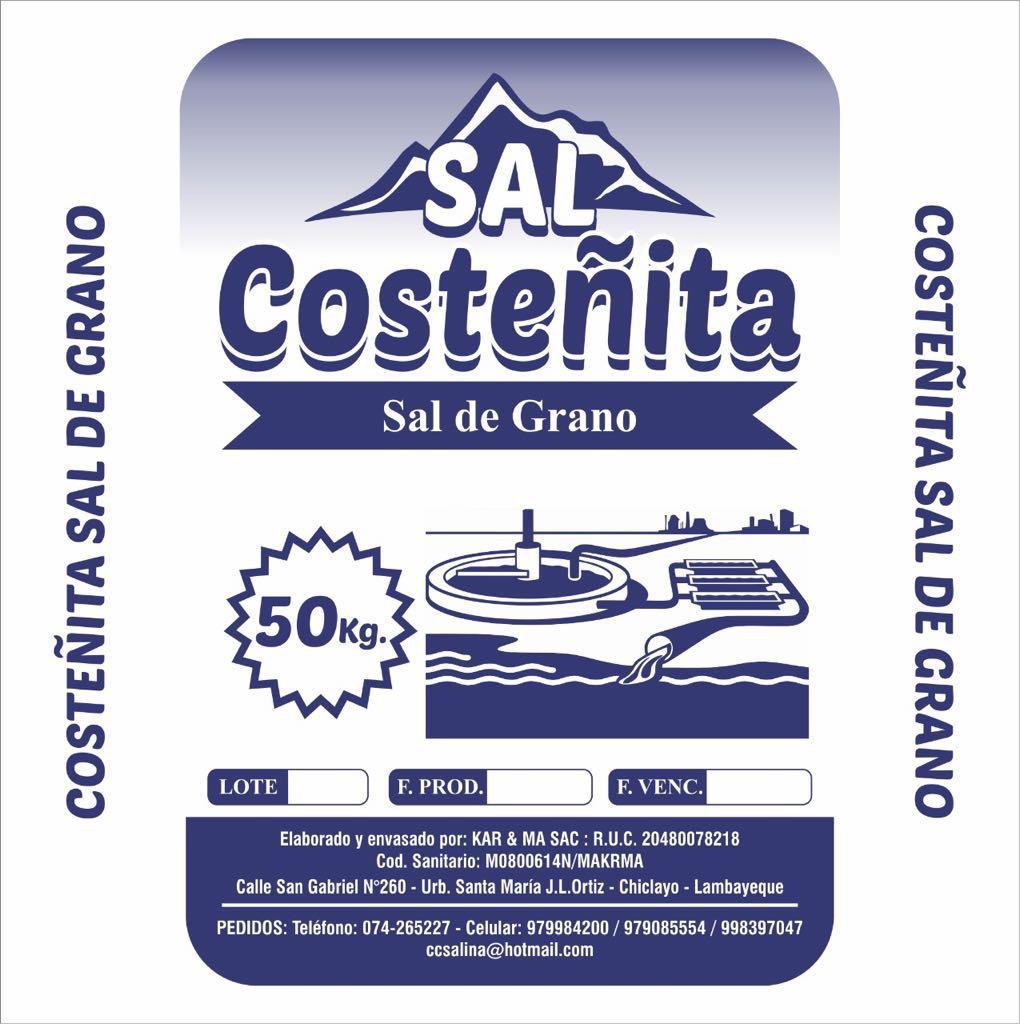 SAL
Costeñita
Sal de Grano
COSTEÑITA SAL DE GRANO
COSTEÑITA SAL DE GRANO
50Kg.
LOTE
F. PROD.
F. VENC.
Elaborado y envasado por: KAR & MA SAC : R.U.C. 20480078218
Cod. Sanitario: M0800614N/MAKRMA
Calle San Gabriel N°260 - Urb. Santa María J.L.Ortiz - Chiclayo - Lambayeque
PEDIDOS: Teléfono: 074-265227 - Celular: 979984200 / 979085554 / 998397047
ccsalina@hotmail.com